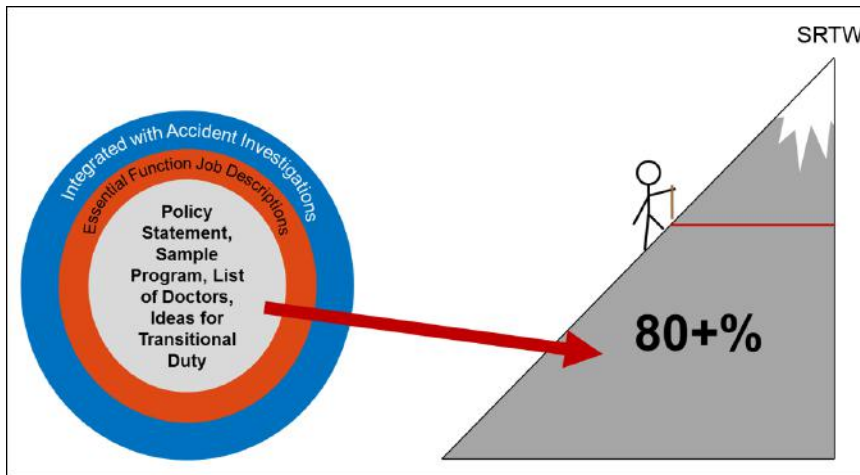 SRTW
Integrated with Accident Investigations
Essential Function Job Descriptions
Policy
Statement,
Sample
Program, List
of Doctors,
Ideas for
Transitional
Duty
80+%